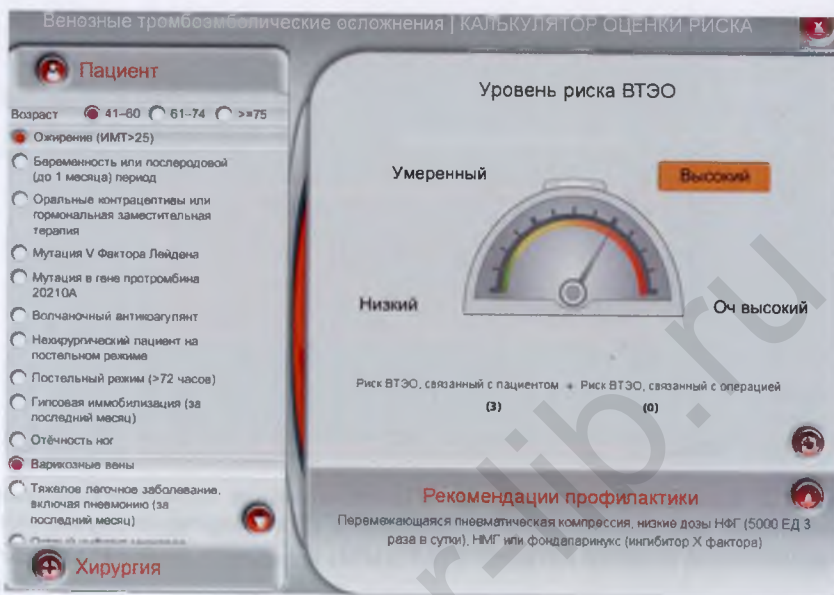 Венозные тромбоэмболические осложнения | КАЛЬКУЛЯТОР ОЦЕНКИ РИСКА
x
Пациент
Возраст 41-60 61-74 >=75
Ожирение (ИМТ>25)
Беременность или послеродовой
(до 1 месяца) период
Оральные контрацептивы или
гормональная заместительная
терапия
Мутация V Фактора Лейдена
Мутация в гене протромбина
20210А
Волчаночный антикоагулянт
Нехирургический пациент на
постельном режиме
Постельный режим (>72 часов)
Гипсовая иммобилизация (за
последний месяц)
Отёчность ног
Варикозные вены
Тяжелое легочное заболевание,
включая пневмонию (за
последний месяц)
Хирургия
Уровень риска ВТЭО
Умеренный
Высокий
Низкий
Оч высокий
Риск ВТЭО, связанный с пациентом + Риск ВТЭО, связанный с операцией
(3) (0)
Рекомендации профилактики
Перемежающаяся пневматическая компрессия, низкие дозы НФГ (5000 ЕД 3
раза в сутки), НМГ или фондапаринукс (ингибитор Х фактора)
r-lib.ru